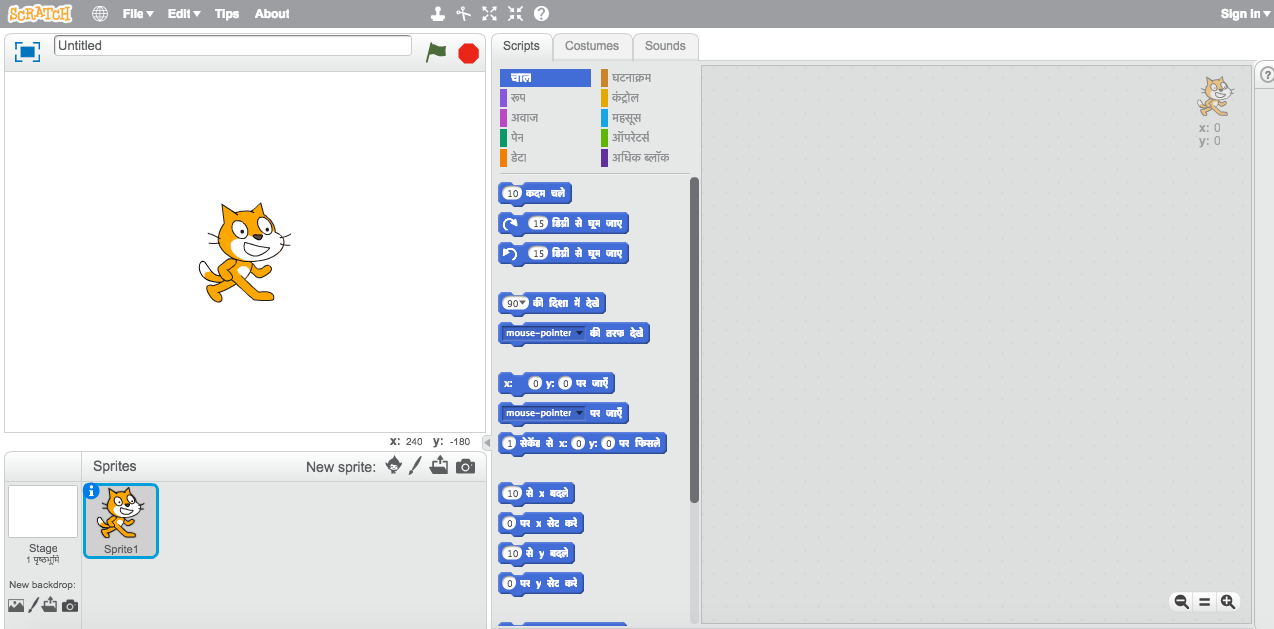 SCRATCH File Edit Tips About Sign in
Untitled
Scripts Costumes Sounds
चाल
रूप
अवाज
पेन
डेटा
घटनाक्रम
कंट्रोल
महसूस
ऑपरेटर्स
अधिक ब्लॉक
10 कदम चले
15 डिग्री से घूम जाए
15 डिग्री से घूम जाए
90 की दिशा में देखे
mouse-pointer की तरफ देखे
x: 0 y: 0 पर जाएँ
mouse-pointer पर जाएँ
1 सेकेंड से x: 0 y: 0 पर फिसले
10 से x बदले
0 पर x सेट करे
10 से y बदले
0 पर y सेट करे
x: 0
y: 0
x: 240 y: -180
Sprites New sprite:
Stage
1 पृष्ठभूमि
New backdrop:
Sprite1